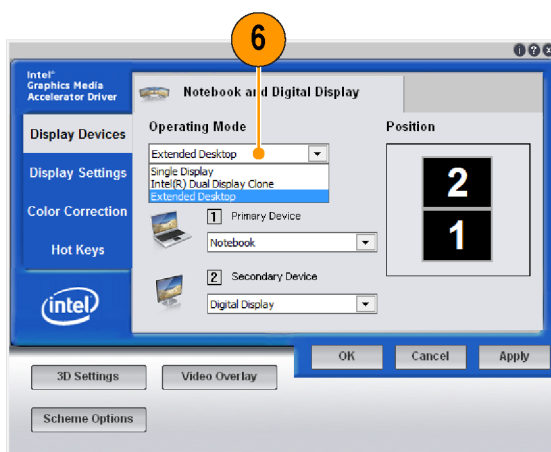 6
Intel®
Graphics Media
Accelerator Driver
Notebook and Digital Display
Display Devices
Display Settings
Color Correction
Hot Keys
intel
Operating Mode
Extended Desktop
Single Display
Intel(R) Dual Display Clone
Extended Desktop
1 Primary Device
Notebook
2 Secondary Device
Digital Display
Position
2
1
OK Cancel Apply
3D Settings Video Overlay
Scheme Options